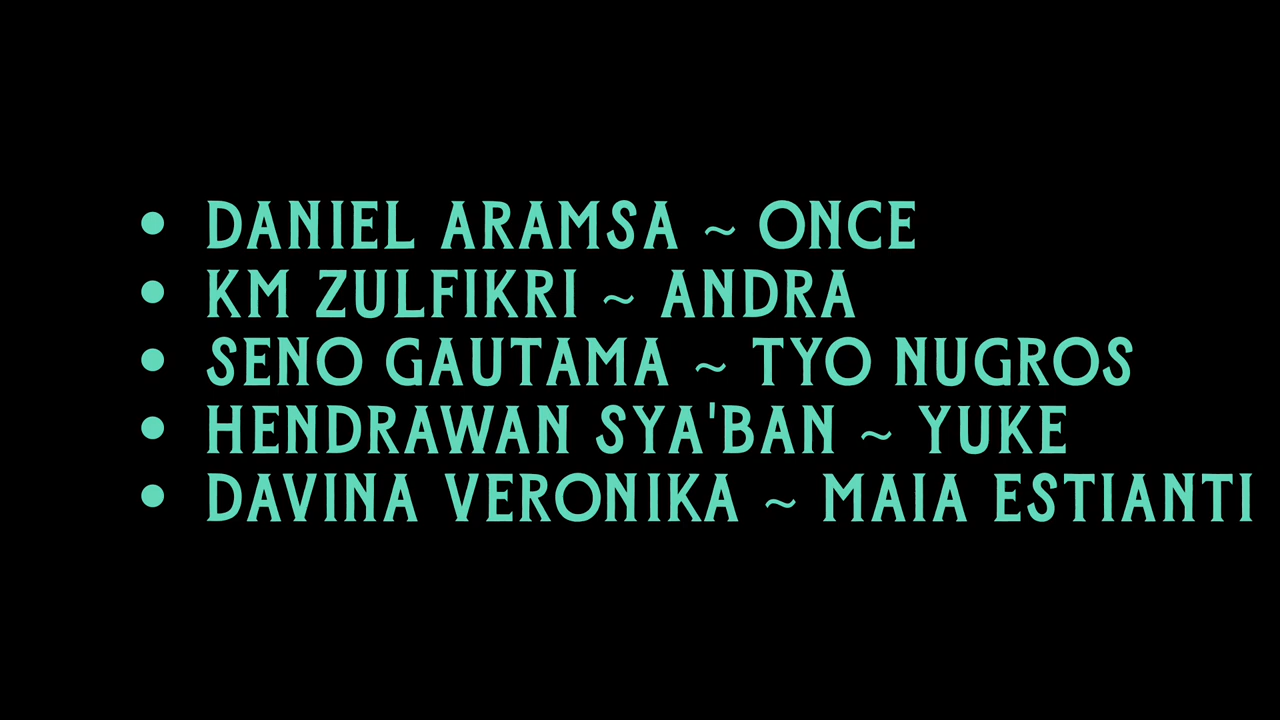 • DANIEL ARAMSA ~ ONCE
• KM ZULFIKRI ~ ANDRA
• SENO GAUTAMA ~ TYO NUGROS
• HENDRAWAN SYA'BAN ~ YUKE
• DAVINA VERONIKA ~ MAIA ESTIANTI